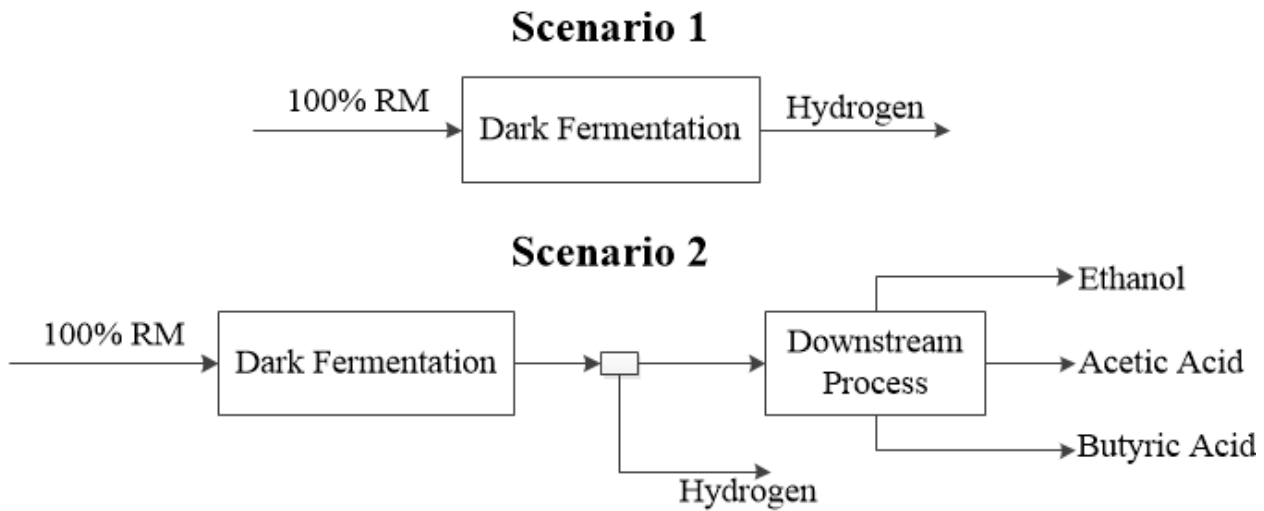 Scenario 1
100% RM
Dark Fermentation
Hydrogen
Scenario 2
100% RM
Dark Fermentation
Hydrogen
Downstream
Process
Ethanol
Acetic Acid
Butyric Acid